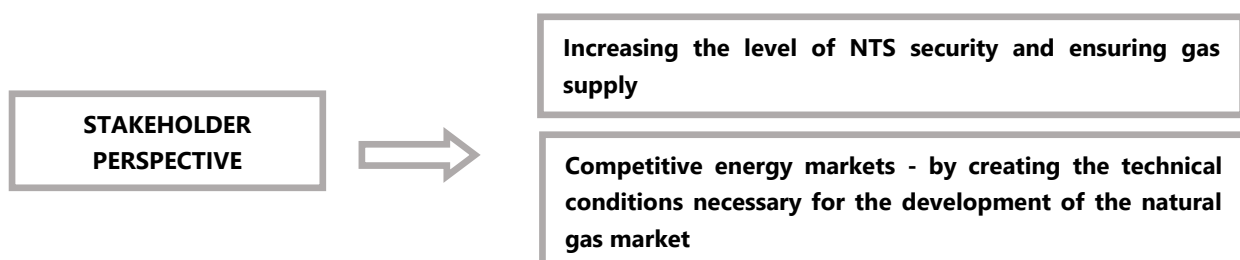 STAKEHOLDER
PERSPECTIVE
Increasing the level of NTS security and ensuring gas
supply
Competitive energy markets - by creating the technical
conditions necessary for the development of the natural
gas market